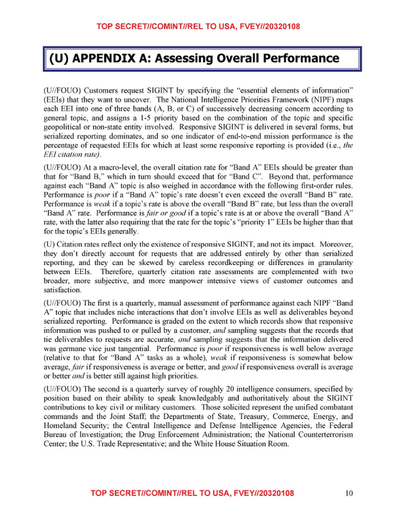 TOP SECRET//COMINT//REL TO USA, FVEY//20320108
(U) APPENDIX A: Assessing Overall Performance
(U//FOUO) Customers request SIGINT by specifying the "essential elements of information"
(EEIs) that they want to uncover. The National Intelligence Priorities Framework (NIPF) maps
each EEI into one of three bands (A, B, or C) of successively decreasing concern according to
general topic, and assigns a 1-5 priority based on the combination of the topic and specific
geopolitical or non-state entity involved. Responsive SIGINT is delivered in several forms, but
serialized reporting dominates, and so one indicator of end-to-end mission performance is the
percentage of requested EEIs for which at least some responsive reporting is provided (i.e., the
EEI citation rate).
(U//FOUO) At a macro-level, the overall citation rate for "Band A" EEIs should be greater than
that for "Band B," which in turn should exceed that for "Band C". Beyond that, performance
against each "Band A" topic is also weighed in accordance with the following first-order rules.
Performance is poor if a "Band A" topic's rate doesn't even exceed the overall "Band B" rate.
Performance is weak if a topic's rate is above the overall "Band B" rate, but less than the overall
"Band A" rate. Performance is fair or good if a topic's rate is at or above the overall "Band A"
rate, with the latter also requiring that the rate for the topic's "priority 1" EEIs be higher than that
for the topic's EEIs generally.
(U) Citation rates reflect only the existence of responsive SIGINT, and not its impact. Moreover,
they don't directly account for requests that are addressed entirely by other than serialized
reporting, and they can be skewed by careless recordkeeping or differences in granularity
between EEIs. Therefore, quarterly citation rate assessments are complemented with two
broader, more subjective, and more manpower intensive views of customer outcomes and
satisfaction.
(U//FOUO) The first is a quarterly, manual assessment of performance against each NIPF "Band
A" topic that includes niche interactions that don't involve EEIs as well as deliverables beyond
serialized reporting. Performance is graded on the extent to which records show that responsive
information was pushed to or pulled by a customer, and sampling suggests that the records that
tie deliverables to requests are accurate, and sampling suggests that the information delivered
was germane vice just tangential. Performance is poor if responsiveness is well below average
(relative to that for "Band A" tasks as a whole), weak if responsiveness is somewhat below
average, fair if responsiveness is average or better, and good if responsiveness overall is average
or better and is better still against high priorities.
(U//FOUO) The second is a quarterly survey of roughly 20 intelligence consumers, specified by
position based on their ability to speak knowledgably and authoritatively about the SIGINT
contributions to key civil or military customers. Those solicited represent the unified combatant
commands and the Joint Staff; the Departments of State, Treasury, Commerce, Energy, and
Homeland Security; the Central Intelligence and Defense Intelligence Agencies, the Federal
Bureau of Investigation; the Drug Enforcement Administration; the National Counterterrorism
Center; the U.S. Trade Representative; and the White House Situation Room.
TOP SECRET//COMINT//REL TO USA, FVEY//20320108
10